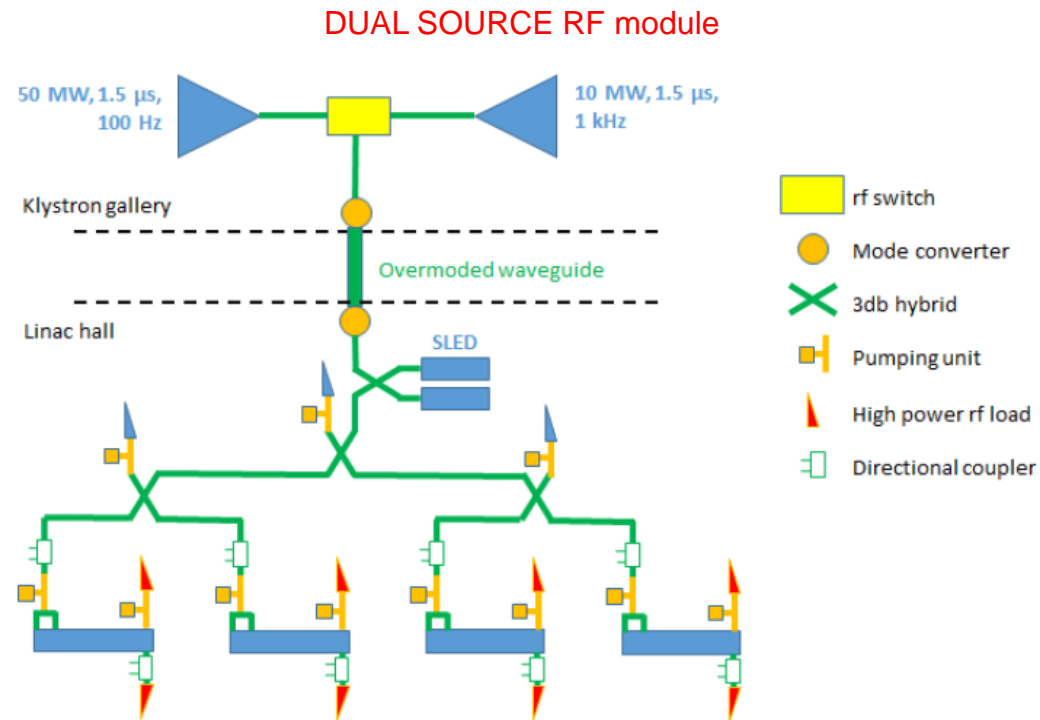 DUAL SOURCE RF module
50 MW, 1.5 μs,
100 Hz
10 MW, 1.5 μs,
1 kHz
Klystron gallery
Overmoded waveguide
Linac hall
SLED
rf switch
Mode converter
3db hybrid
Pumping unit
High power rf load
Directional coupler